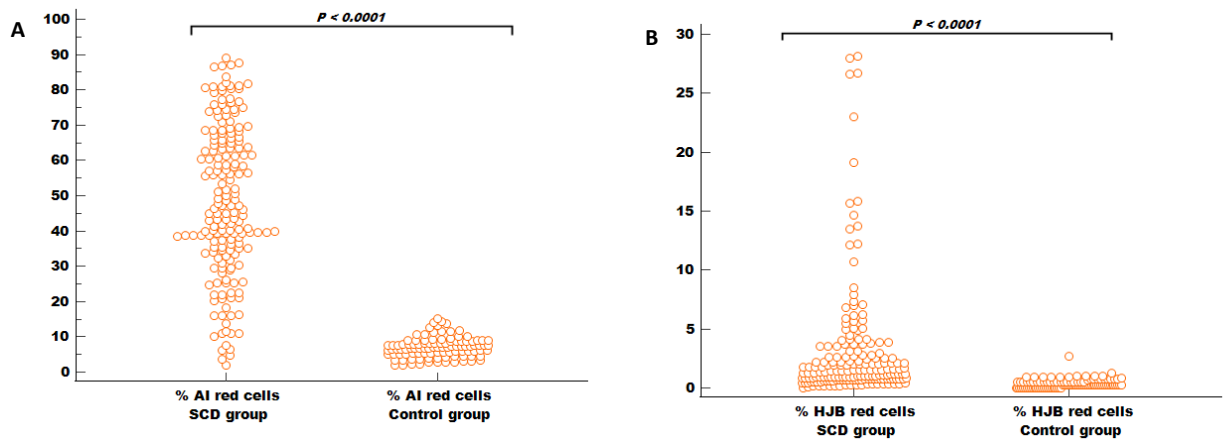 A
P < 0.0001
100
90
80
70
60
50
40
30
20
10
0
% AI red cells
SCD group
% AI red cells
Control group
B
P <0.0001
30
25
20
15
10
5
0
% HJB red cells
SCD group
% HJB red cells
Control group